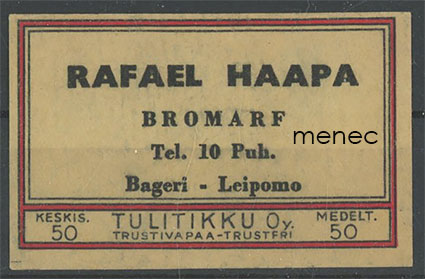 RAFAEL HAAPA
BROMARF
menec
Tel. 10 Puh.
Bageri - Leipomo
KESKIS. 50
TULITIKKU Oy.
TRUSTIVAPAA-TRUSTFRI
MEDELT. 50